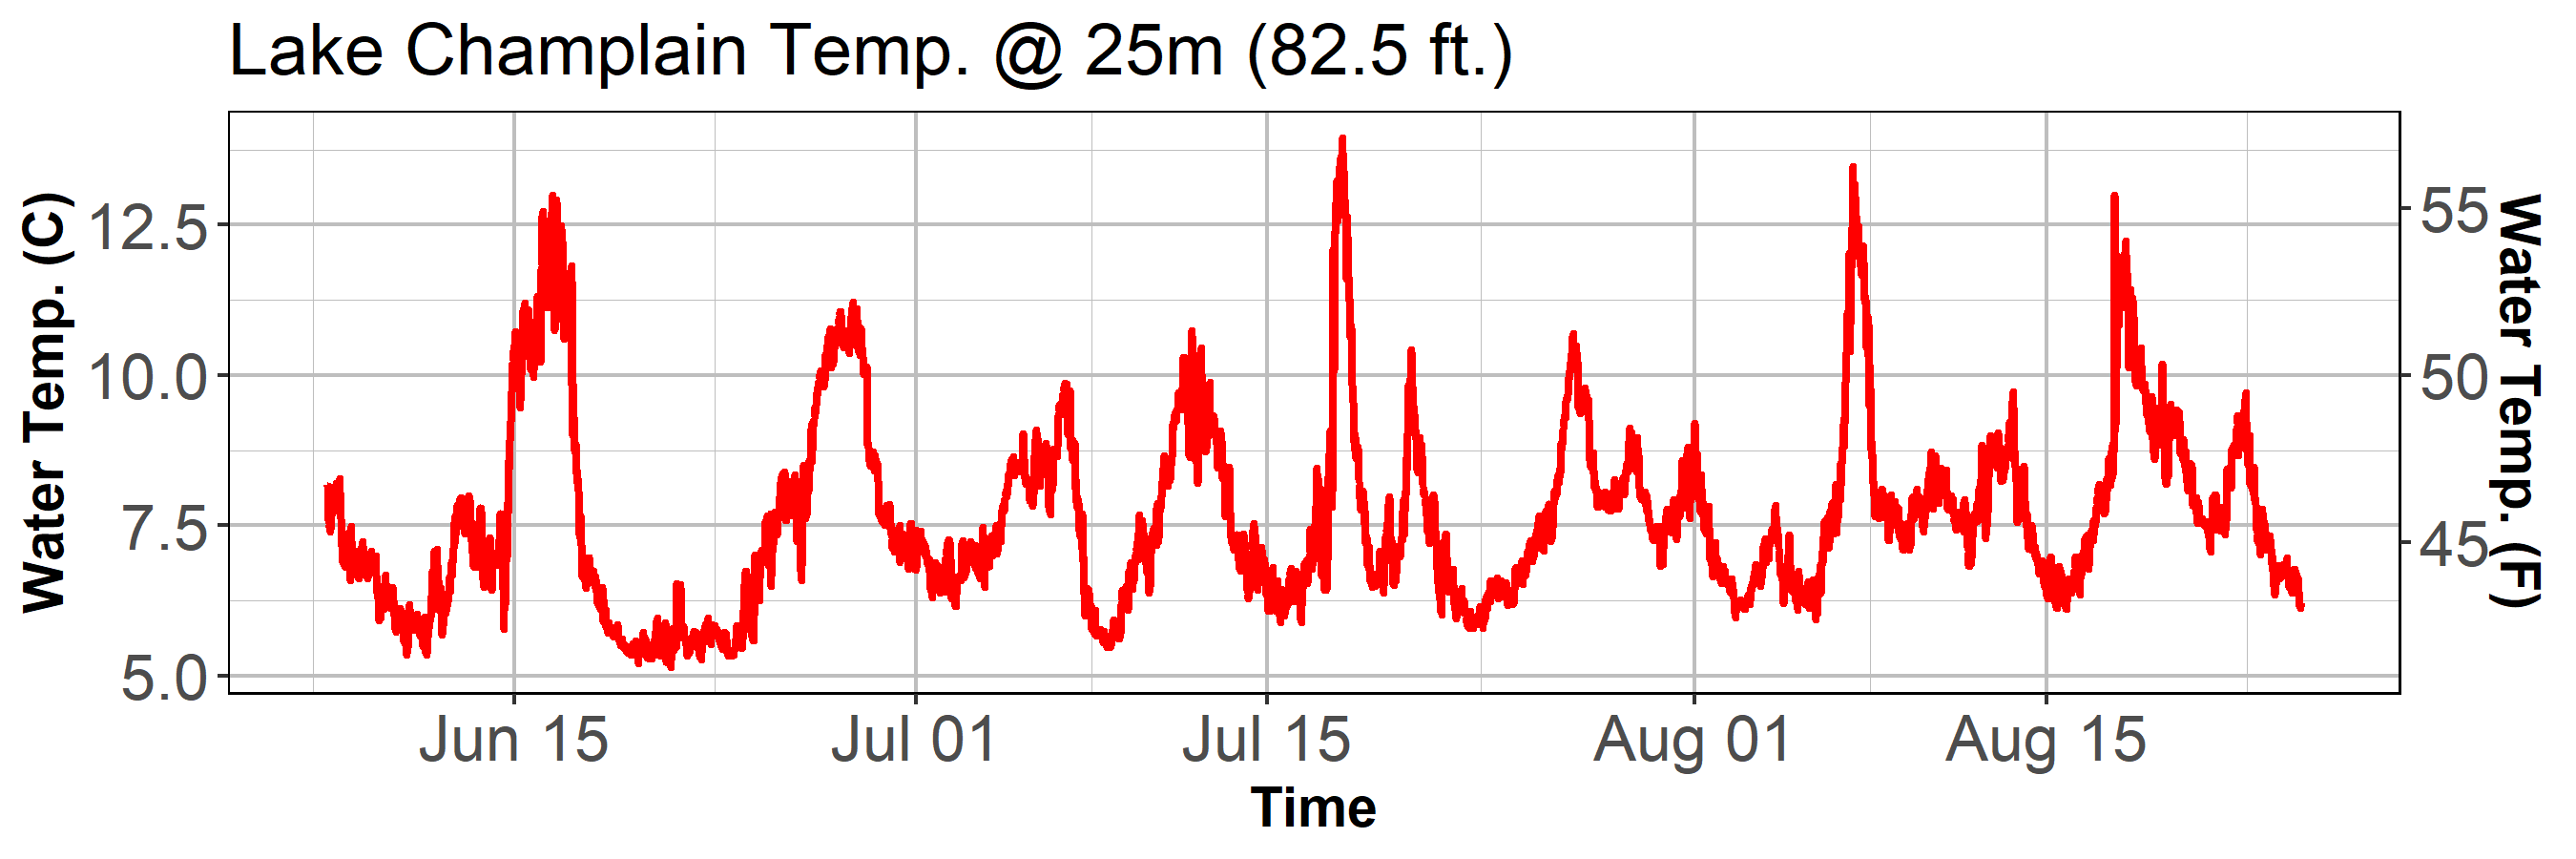 Lake Champlain Temp. @ 25m (82.5 ft.)
Water Temp. (C)
12.5
10.0
7.5
5.0
55
50
45
Water Temp. (F)
Jun 15 Jul 01 Jul 15 Aug 01 Aug 15
Time